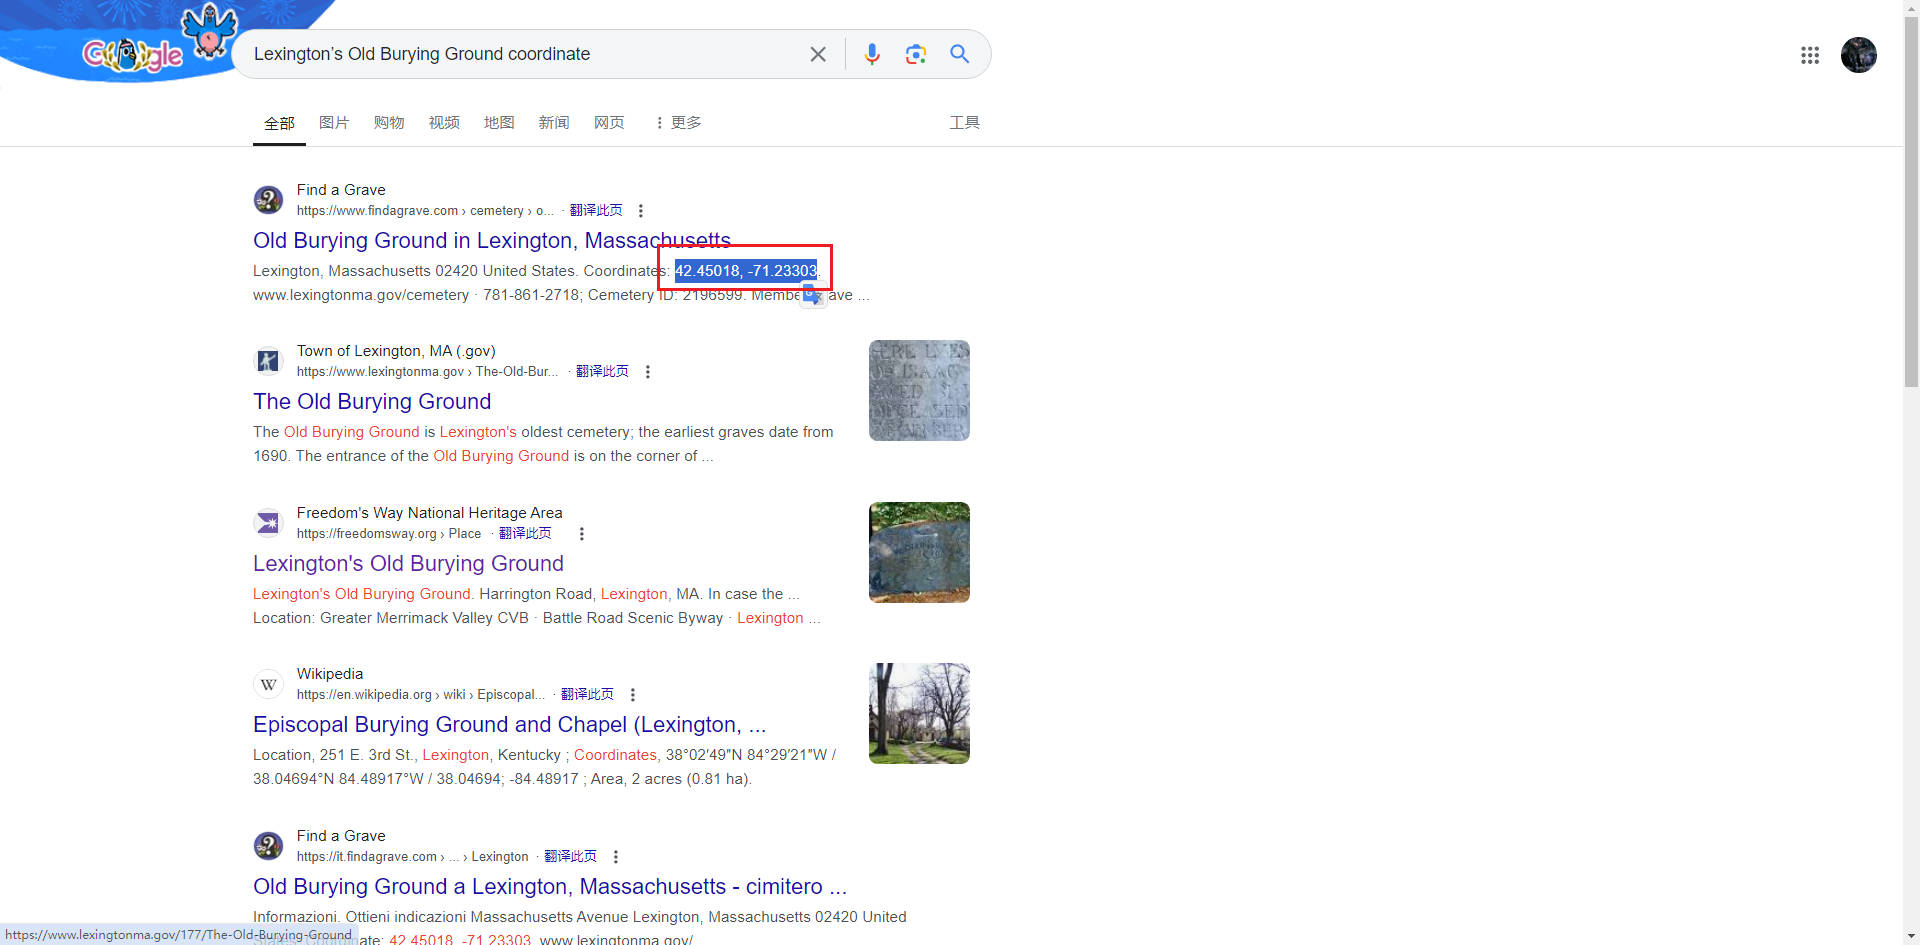 Google
Lexington’s Old Burying Ground coordinate
全部 图片 购物 视频 地图 新闻 网页 更多 工具
Find a Grave
https://www.findagrave.com › cemetery › o... · 翻译此页
Old Burying Ground in Lexington, Massachusetts
Lexington, Massachusetts 02420 United States. Coordinates: 42.45018, -71.23303.
www.lexingtonma.gov/cemetery · 781-861-2718; Cemetery ID: 2196599. Membe ave ...
Town of Lexington, MA (.gov)
https://www.lexingtonma.gov › The-Old-Bur... · 翻译此页
The Old Burying Ground
The Old Burying Ground is Lexington's oldest cemetery; the earliest graves date from
1690. The entrance of the Old Burying Ground is on the corner of ...
HERE LYES
ISAAC
DECEASED
Freedom's Way National Heritage Area
https://freedomsway.org › Place · 翻译此页
Lexington's Old Burying Ground
Lexington's Old Burying Ground. Harrington Road, Lexington, MA. In case the ...
Location: Greater Merrimack Valley CVB · Battle Road Scenic Byway · Lexington ...
W
Wikipedia
https://en.wikipedia.org › wiki › Episcopal... · 翻译此页
Episcopal Burying Ground and Chapel (Lexington, ...
Location, 251 E. 3rd St., Lexington, Kentucky ; Coordinates, 38°02′49″N 84°29′21″W /
38.04694°N 84.48917°W / 38.04694; -84.48917 ; Area, 2 acres (0.81 ha).
Find a Grave
https://it.findagrave.com › ... › Lexington · 翻译此页
Old Burying Ground a Lexington, Massachusetts - cimitero ...
Informazioni. Ottieni indicazioni Massachusetts Avenue Lexington, Massachusetts 02420 United
States. Coordinate: 42.45018, -71.23303. www.lexingtonma.gov/
https://www.lexingtonma.gov/177/The-Old-Burying-Ground